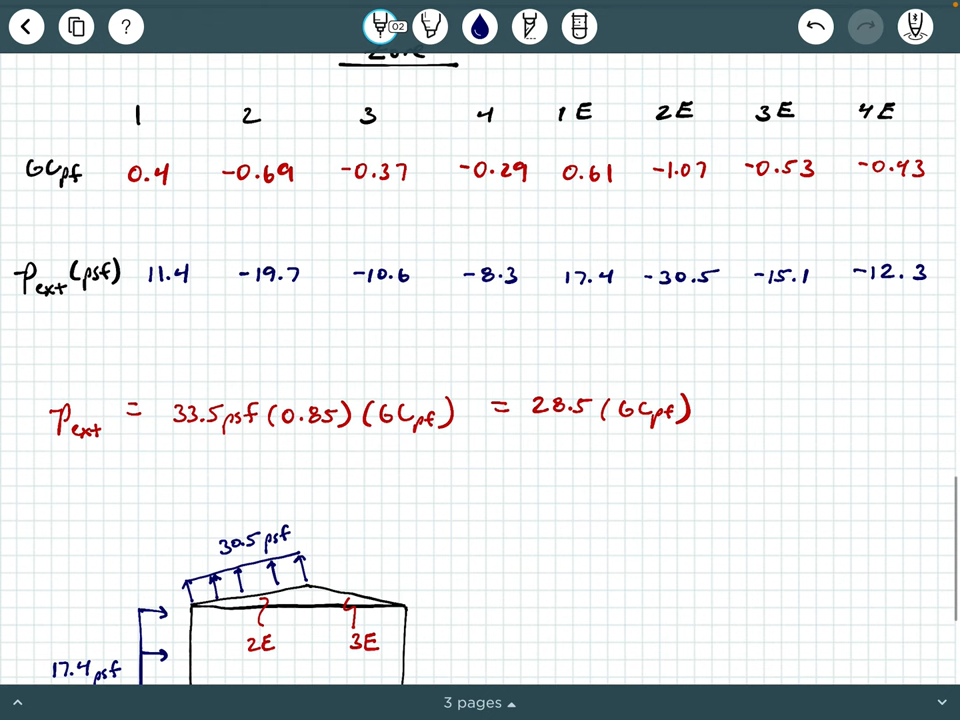 ?
02
Zone
1 2 3 4 1E 2E 3E 4E
GCpf 0.4 -0.69 -0.37 -0.29 0.61 -1.07 -0.53 -0.43
Pext (psf) 11.4 -19.7 -10.6 -8.3 17.4 -30.5 -15.1 -12.3
Pext = 33.5psf (0.85) (GCpf) = 28.5 (GCpf)
30.5 psf
2E 3E
17.4 psf
3 pages